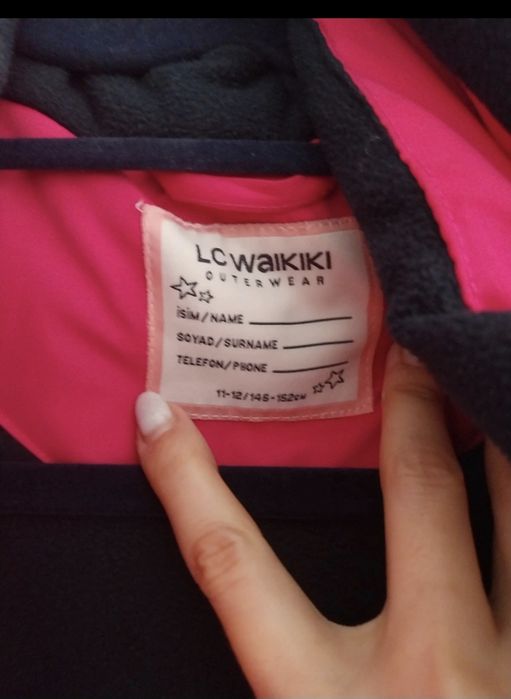 LC WAIKIKI
OUTERWEAR
İSİM/NAME
SOYAD/SURNAME
TELEFON/PHONE
11-12/146-152CM